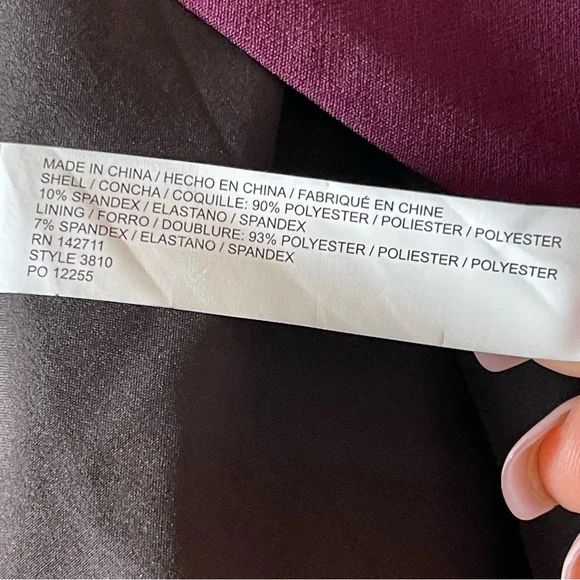 MADE IN CHINA / HECHO EN CHINA / FABRIQUÉ EN CHINE
SHELL / CONCHA / COQUILLE: 90% POLYESTER / POLIESTER / POLYESTER
10% SPANDEX / ELASTANO / SPANDEX
LINING / FORRO / DOUBLURE: 93% POLYESTER / POLIESTER / POLYESTER
7% SPANDEX / ELASTANO / SPANDEX
RN 142711
STYLE 3810
PO 12255